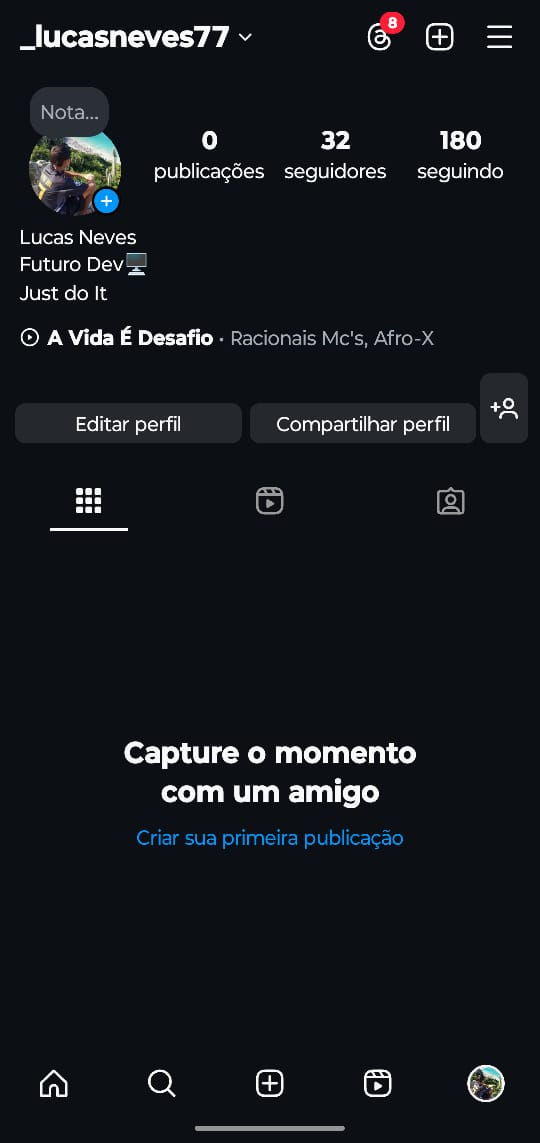 _lucasneves77
8
Nota...
0 32 180
publicações seguidores seguindo
Lucas Neves
Futuro Dev🖥️
Just do It
A Vida É Desafio · Racionais Mc's, Afro-X
Editar perfil Compartilhar perfil
Capture o momento
com um amigo
Criar sua primeira publicação